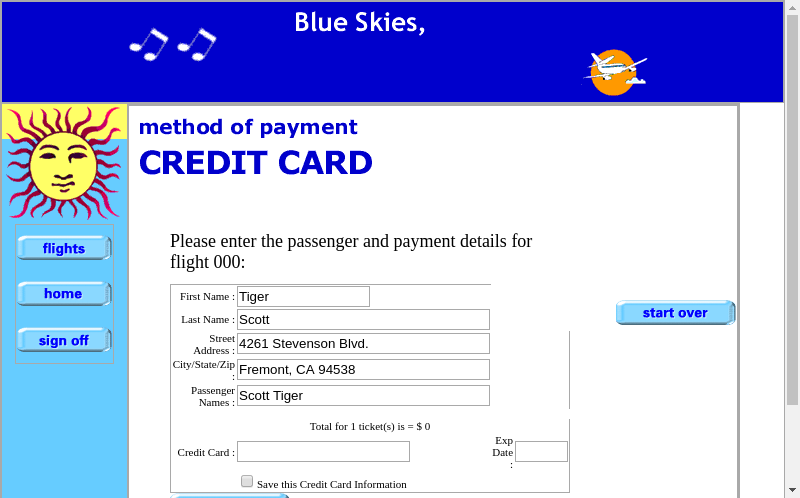 Blue Skies,
method of payment
CREDIT CARD
flights
home
sign off
Please enter the passenger and payment details for
flight 000:
start over
First Name : Tiger
Last Name : Scott
Street
Address : 4261 Stevenson Blvd.
City/State/Zip
: Fremont, CA 94538
Passenger
Names : Scott Tiger
Total for 1 ticket(s) is = $ 0
Credit Card :
Exp
Date
:
Save this Credit Card Information